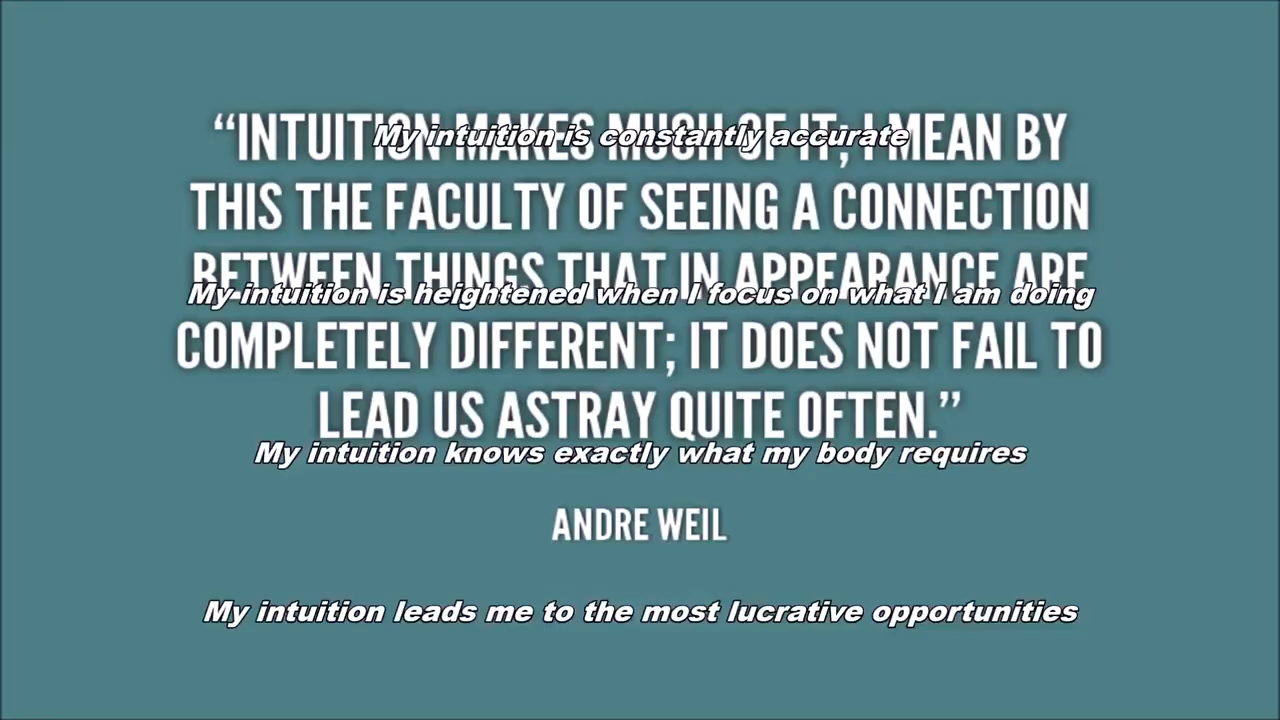 “INTUITION MAKES MUCH OF IT; I MEAN BY
My intuition is constantly accurate
THIS THE FACULTY OF SEEING A CONNECTION
BETWEEN THINGS THAT IN APPEARANCE ARE
My intuition is heightened when I focus on what I am doing
COMPLETELY DIFFERENT; IT DOES NOT FAIL TO
LEAD US ASTRAY QUITE OFTEN.”
My intuition knows exactly what my body requires
ANDRE WEIL
My intuition leads me to the most lucrative opportunities